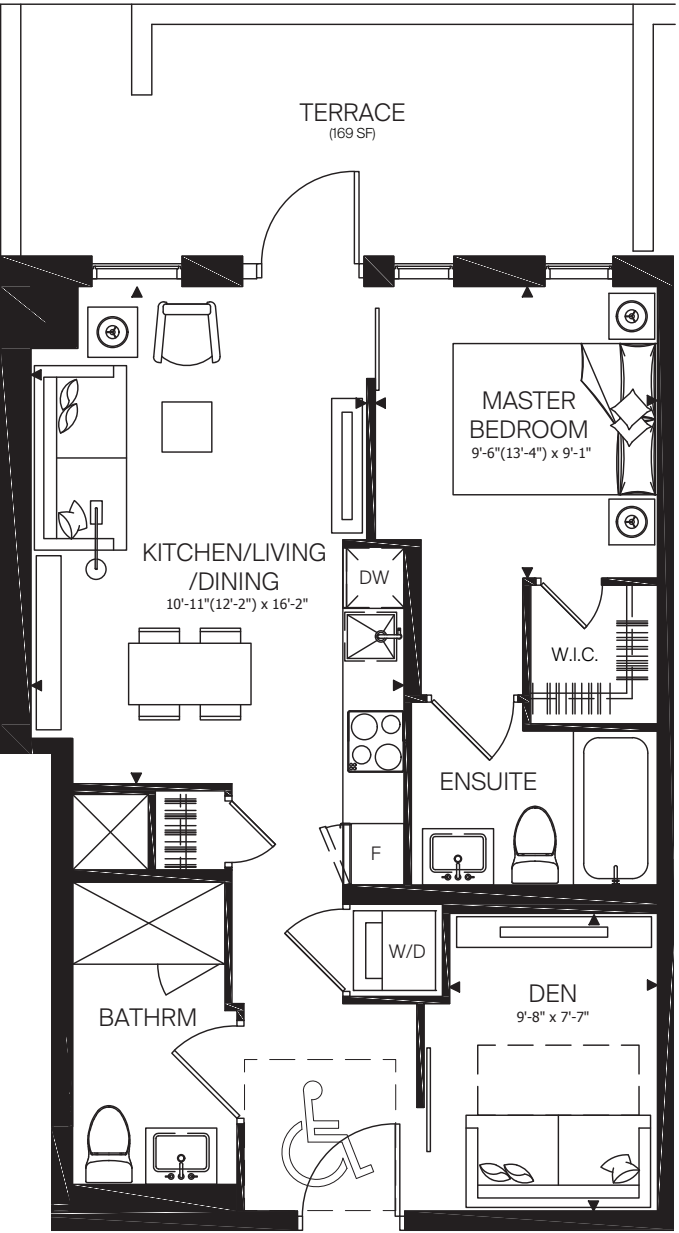 TERRACE
(169 SF)
MASTER
BEDROOM
9'-6"(13'-4") x 9'-1"
KITCHEN/LIVING
/DINING
10'-11"(12'-2") x 16'-2"
DW
W.I.C.
ENSUITE
F
W/D
DEN
9'-8" x 7'-7"
BATHRM